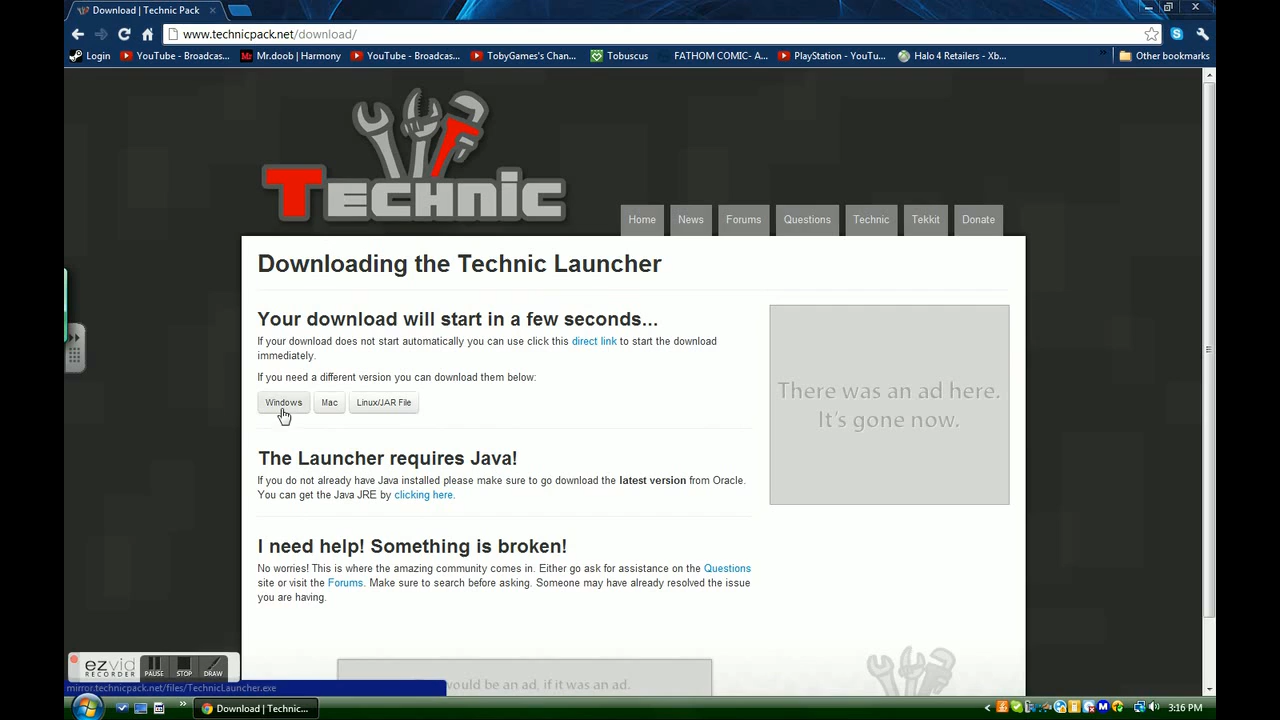 Download | Technic Pack
www.technicpack.net/download/
Login
YouTube - Broadcas...
Mr.doob | Harmony
YouTube - Broadcas...
TobyGames's Chan...
Tobuscus
FATHOM COMIC- A...
PlayStation - YouTu...
Halo 4 Retailers - Xb...
Other bookmarks
TECHNIC
Home
News
Forums
Questions
Technic
Tekkit
Donate
Downloading the Technic Launcher
Your download will start in a few seconds...
If your download does not start automatically you can use click this direct link to start the download
immediately.
If you need a different version you can download them below:
Windows
Mac
Linux/JAR File
There was an ad here.
It's gone now.
The Launcher requires Java!
If you do not already have Java installed please make sure to go download the latest version from Oracle.
You can get the Java JRE by clicking here.
I need help! Something is broken!
No worries! This is where the amazing community comes in. Either go ask for assistance on the Questions
site or visit the Forums. Make sure to search before asking. Someone may have already resolved the issue
you are having.
ezvid
RECORDER
PAUSE
STOP
DRAW
would be an ad, if it was an ad.
mirror.technicpack.net/files/TechnicLauncher.exe
Download | Technic...
3:16 PM